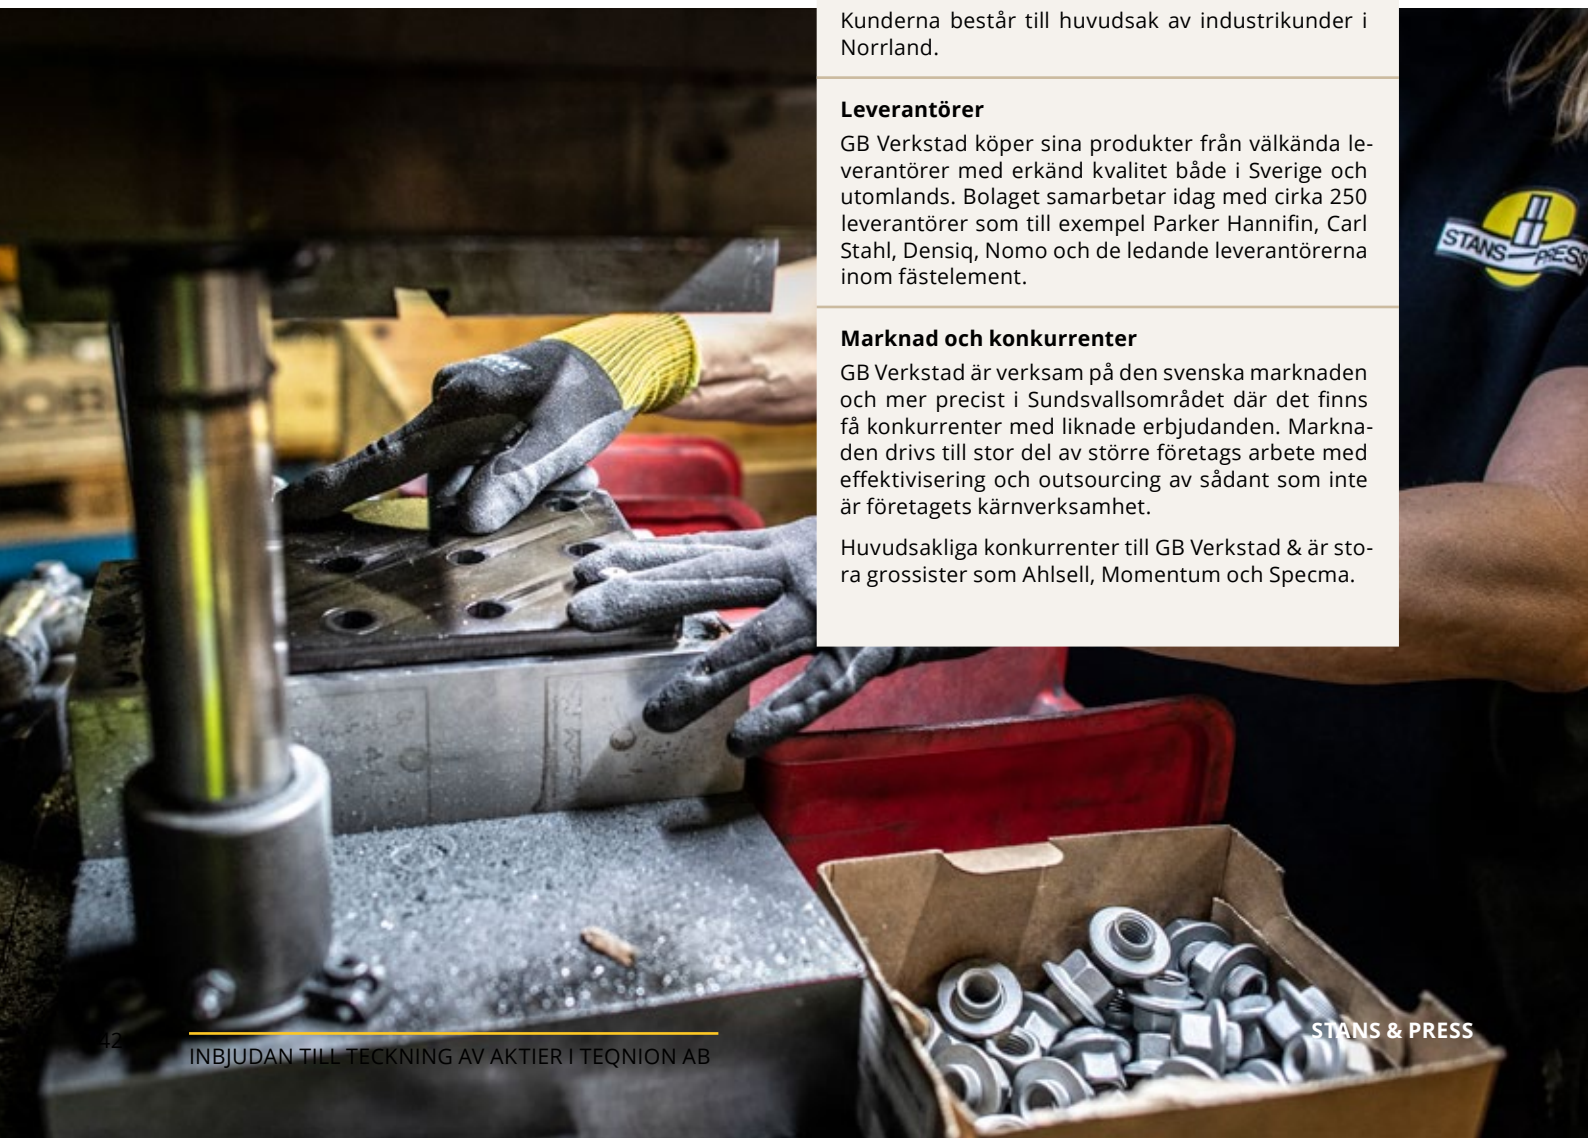 Kunderna består till huvudsak av industrikunder i
Norrland.
Leverantörer
GB Verkstad köper sina produkter från välkända le-
verantörer med erkänd kvalitet både i Sverige och
utomlands. Bolaget samarbetar idag med cirka 250
leverantörer som till exempel Parker Hannifin, Carl
Stahl, Densiq, Nomo och de ledande leverantörerna
inom fästelement.
Marknad och konkurrenter
GB Verkstad är verksam på den svenska marknaden
och mer precist i Sundsvallsområdet där det finns
få konkurrenter med liknade erbjudanden. Markna-
den drivs till stor del av större företags arbete med
effektivisering och outsourcing av sådant som inte
är företagets kärnverksamhet.
Huvudsakliga konkurrenter till GB Verkstad & är sto-
ra grossister som Ahlsell, Momentum och Specma.
STANS PRESS
STANS & PRESS
42
INBJUDAN TILL TECKNING AV AKTIER I TEQNION AB